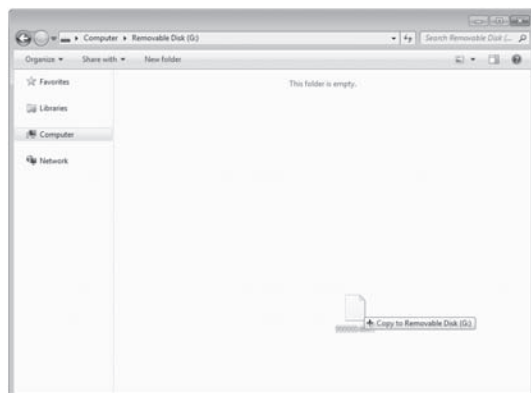 Computer ▸ Removable Disk (G:)
Search Removable Disk (...
Organize ▾ Share with ▾ New folder
Favorites
This folder is empty.
Libraries
Computer
Network
Copy to Removable Disk (G:)